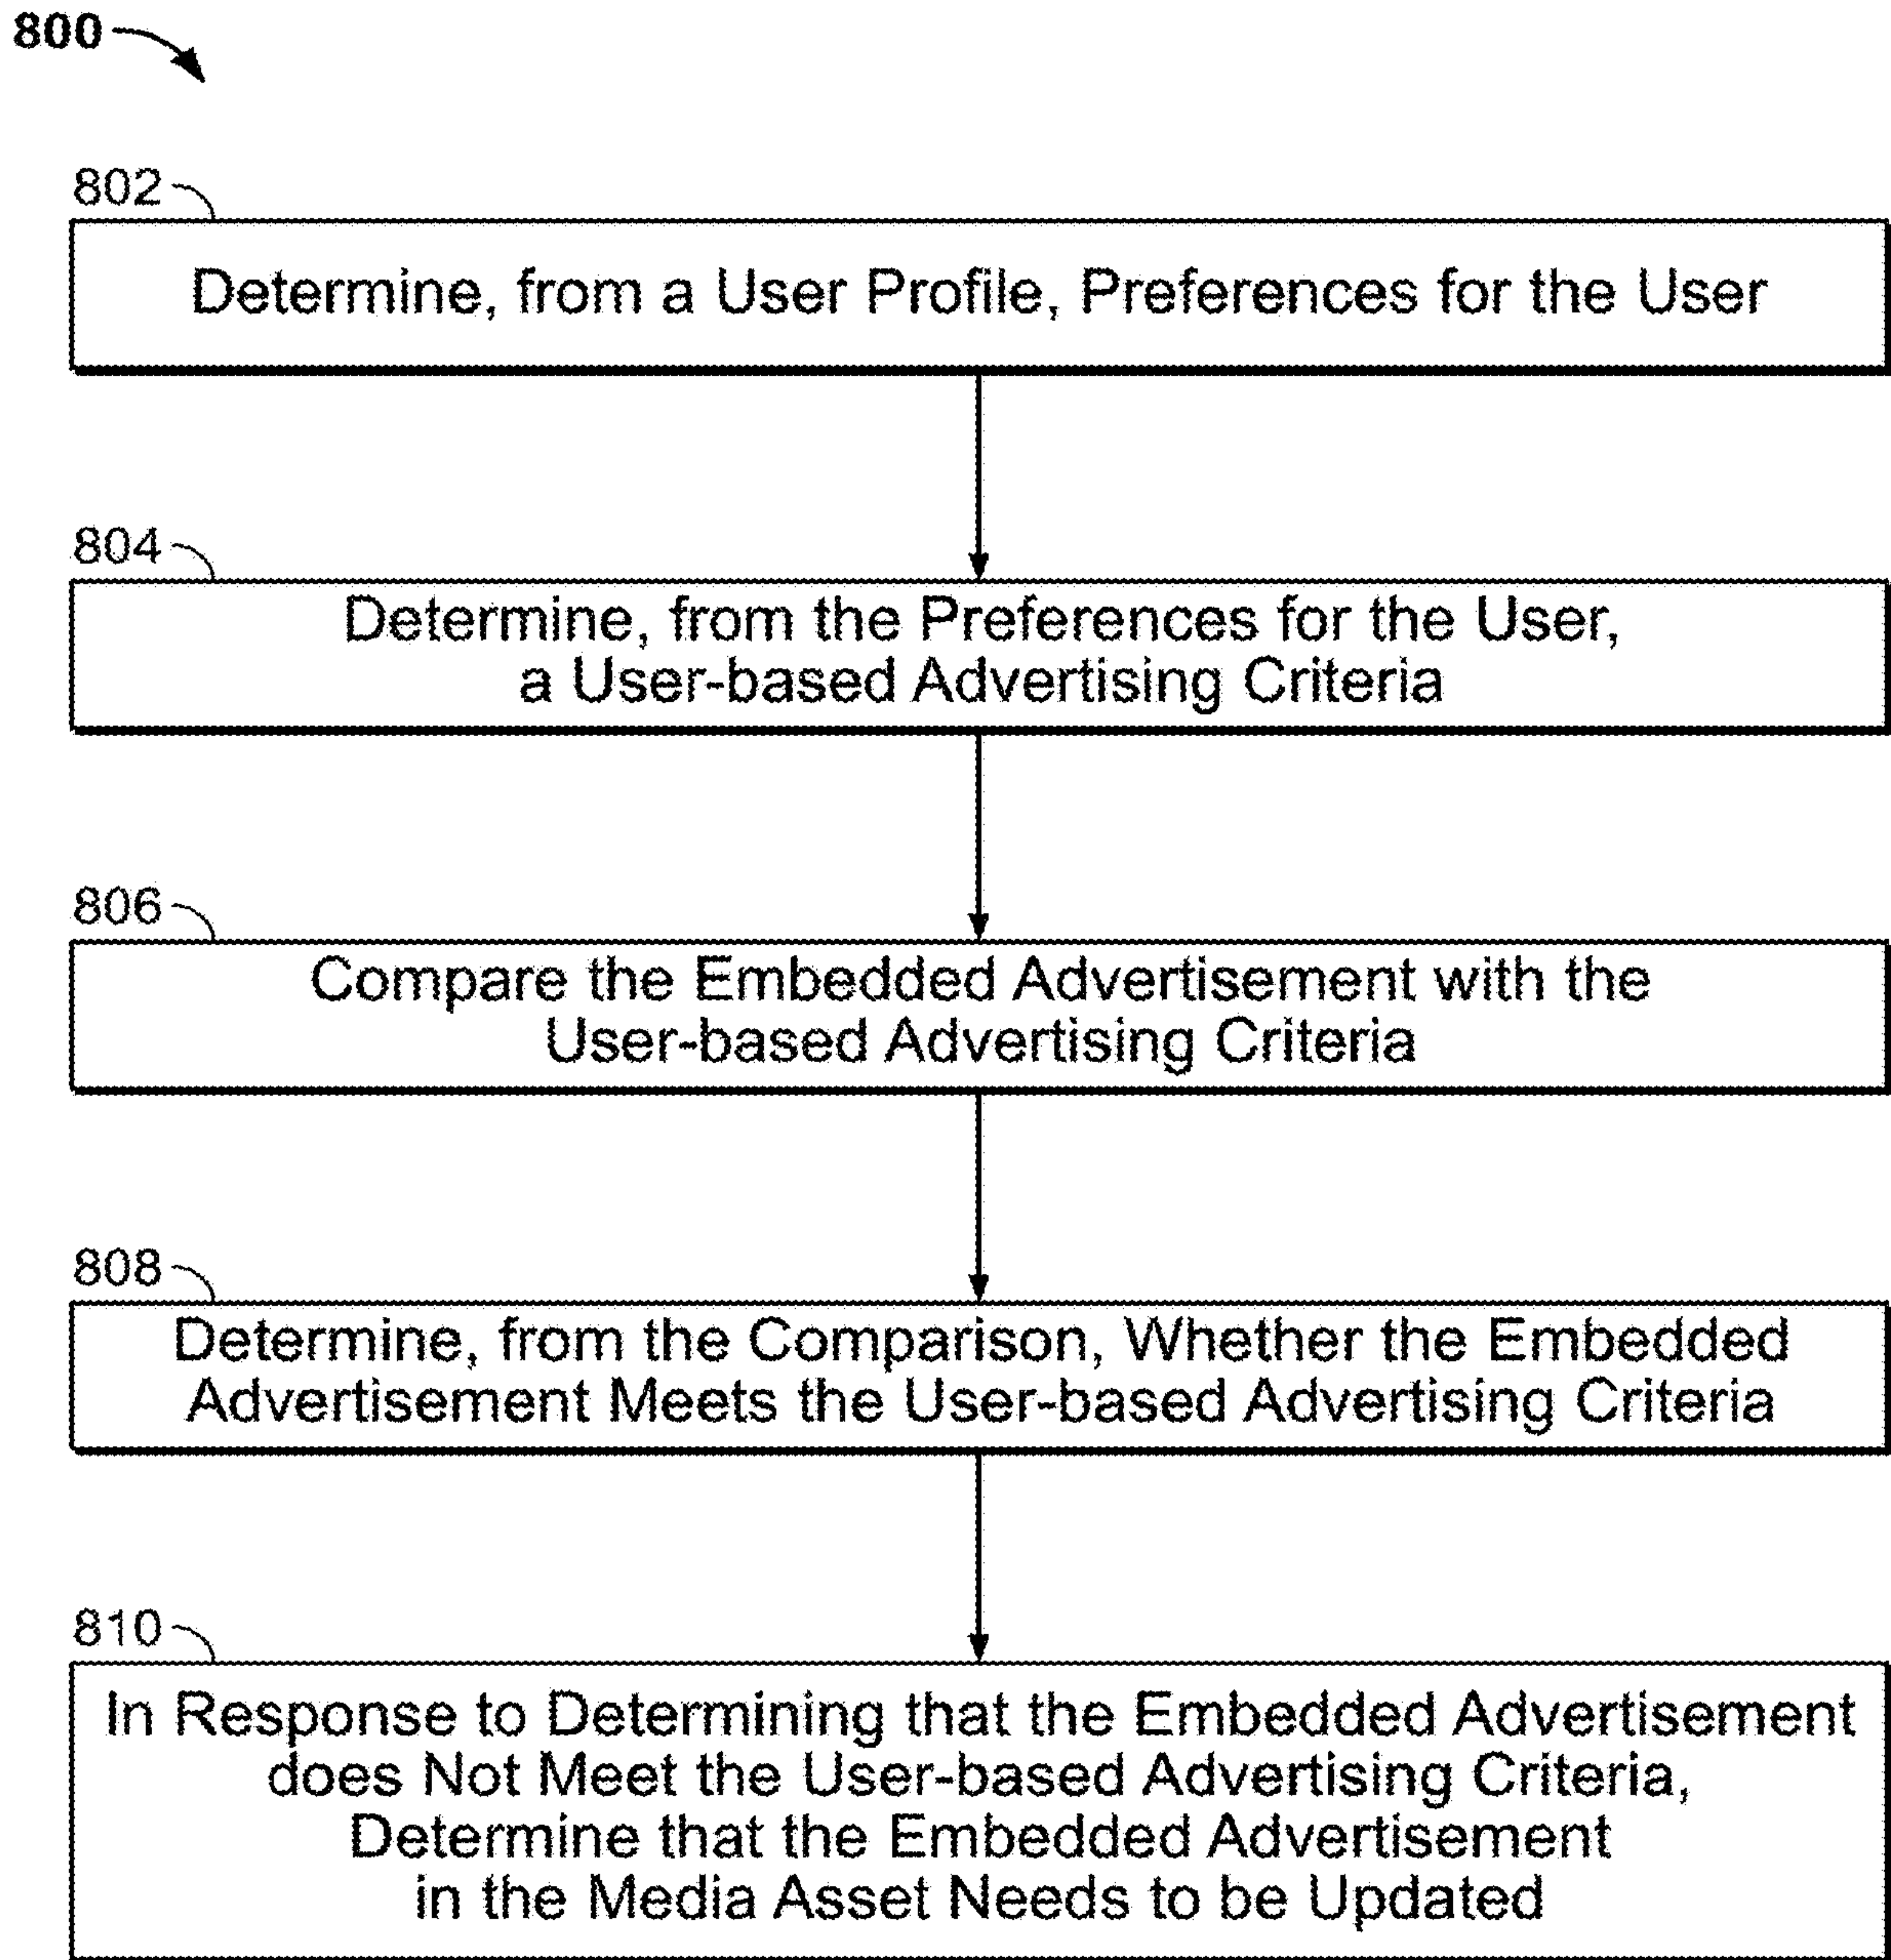 800
802
Determine, from a User Profile, Preferences for the User
804
Determine, from the Preferences for the User,
a User-based Advertising Criteria
806
Compare the Embedded Advertisement with the
User-based Advertising Criteria
808
Determine, from the Comparison, Whether the Embedded
Advertisement Meets the User-based Advertising Criteria
810
In Response to Determining that the Embedded Advertisement
does Not Meet the User-based Advertising Criteria,
Determine that the Embedded Advertisement
in the Media Asset Needs to be Updated